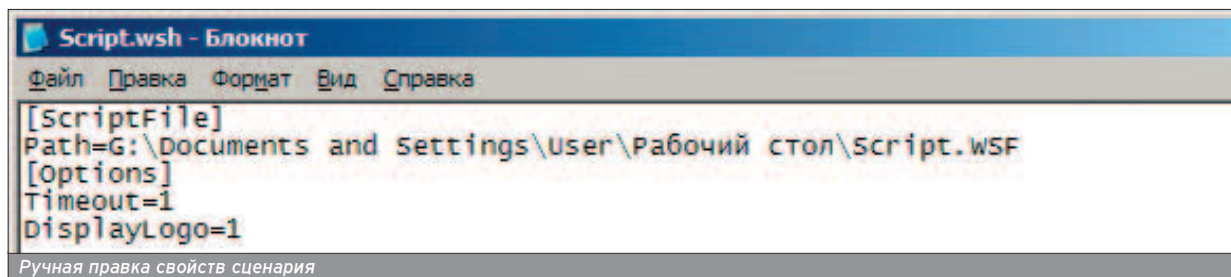 Script.wsh - Блокнот
Файл Правка Формат Вид Справка
[ScriptFile]
Path=G:\Documents and Settings\User\Рабочий стол\Script.WSF
[Options]
Timeout=1
DisplayLogo=1
Ручная правка свойств сценария